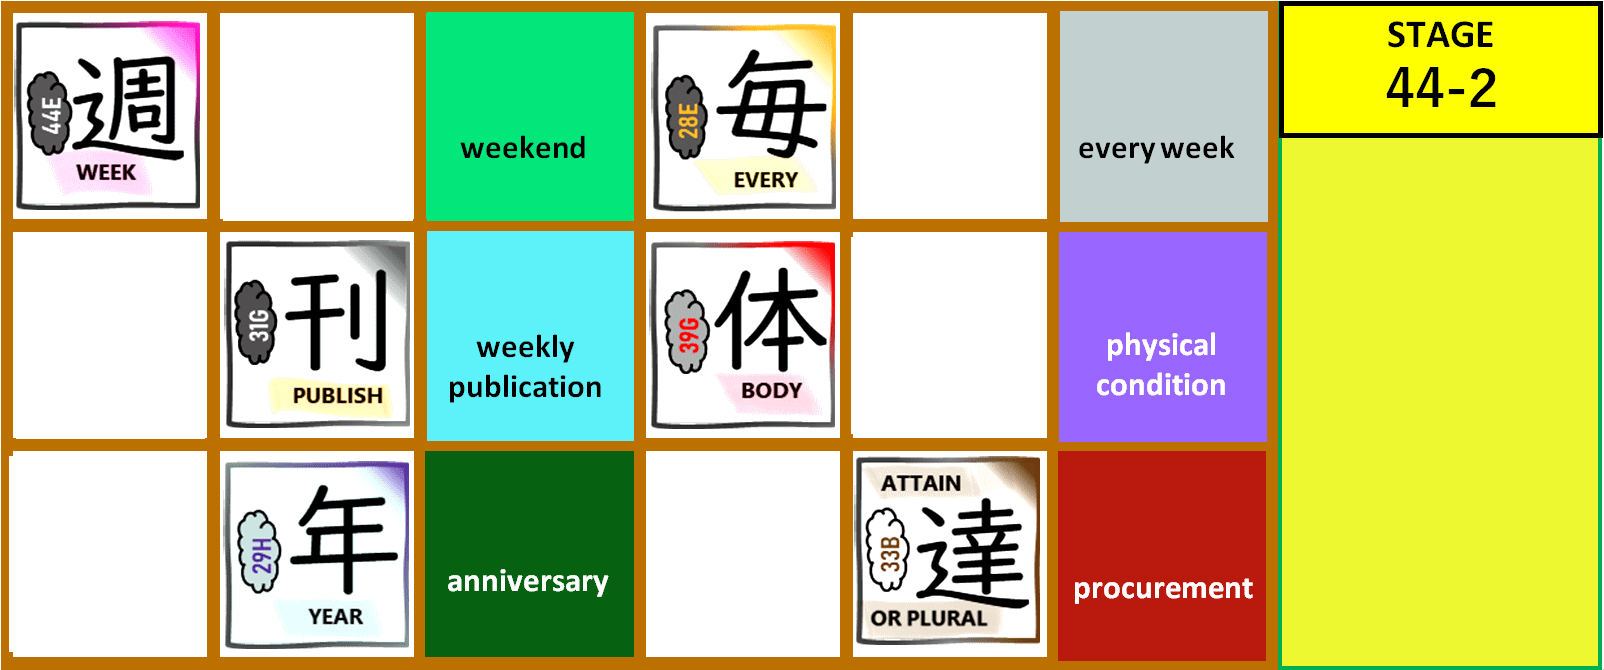 44E
週
WEEK
weekend
28E
毎
EVERY
every week
STAGE
44-2
31G
刊
PUBLISH
weekly
publication
39G
体
BODY
physical
condition
29H
年
YEAR
anniversary
ATTAIN
33B
達
OR PLURAL
procurement